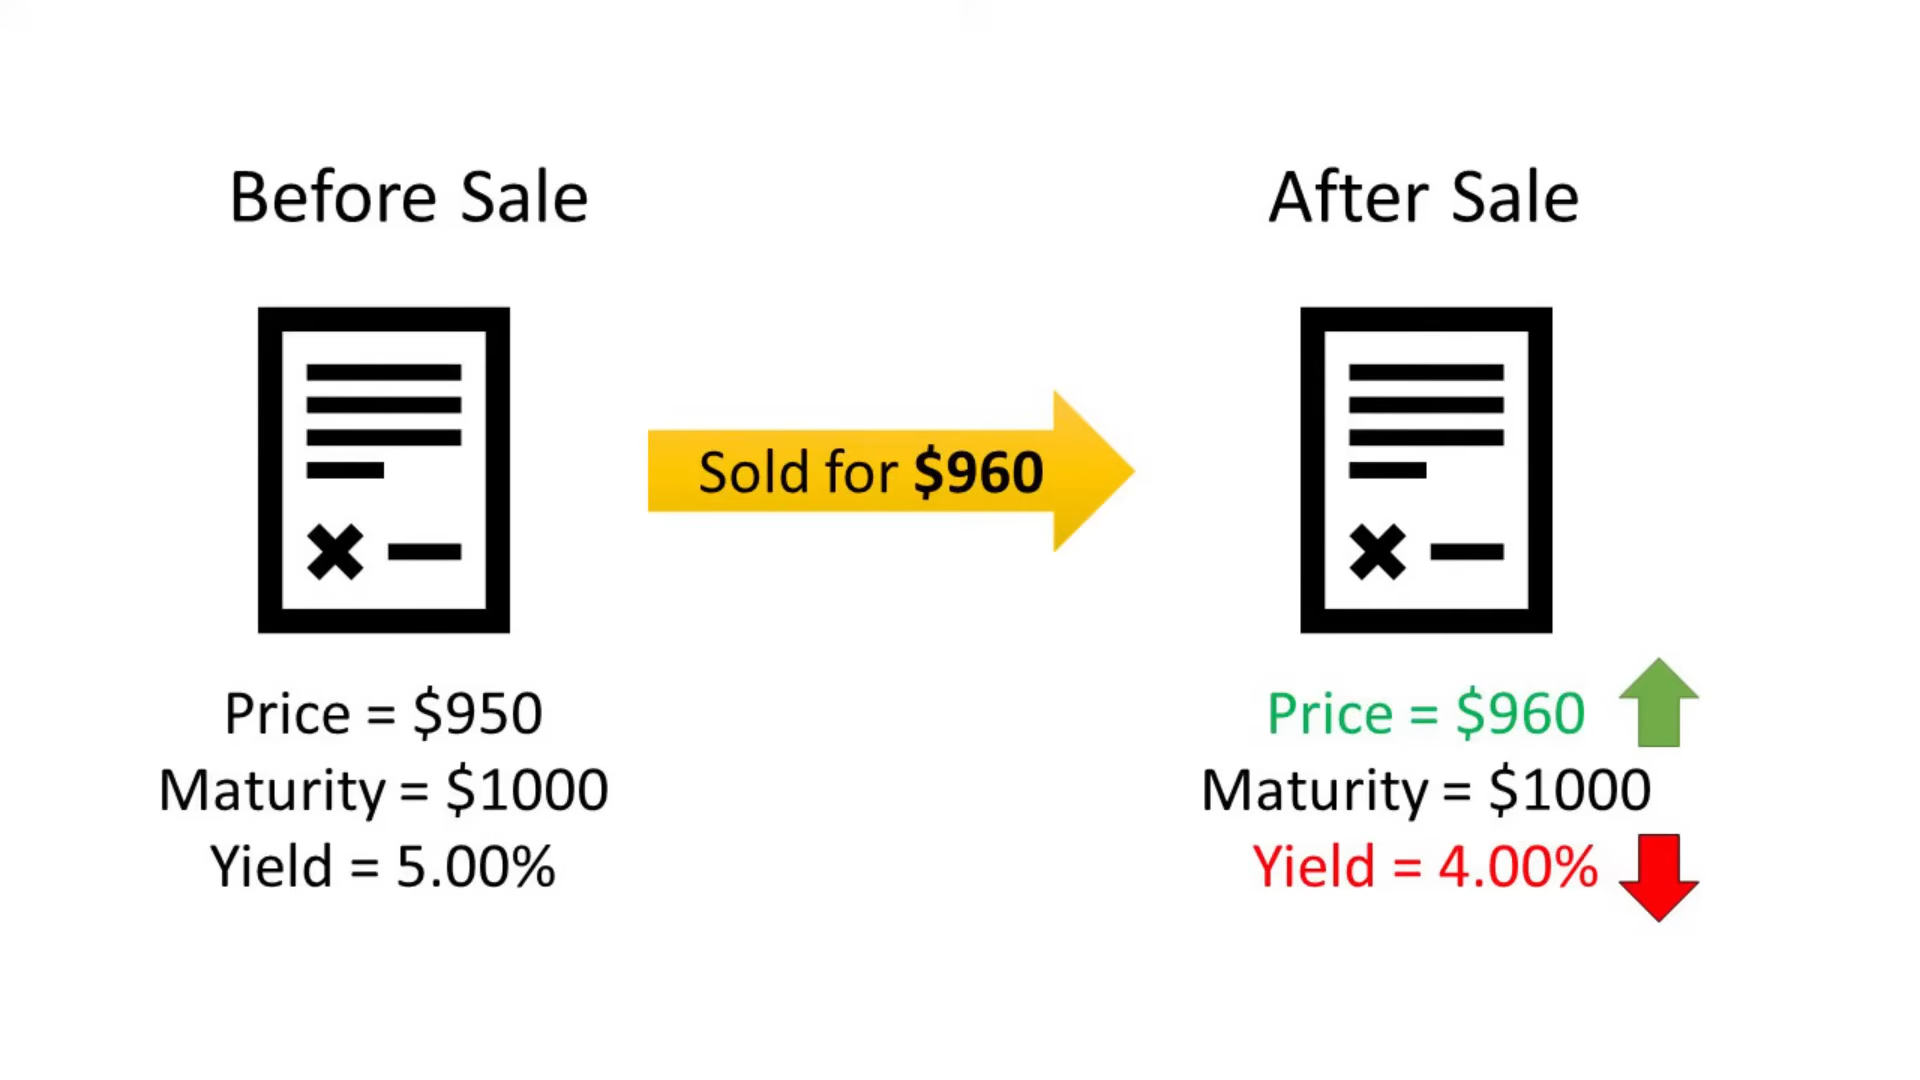 Before Sale
After Sale
Sold for $960
Price = $950
Maturity = $1000
Yield = 5.00%
Price = $960
Maturity = $1000
Yield = 4.00%